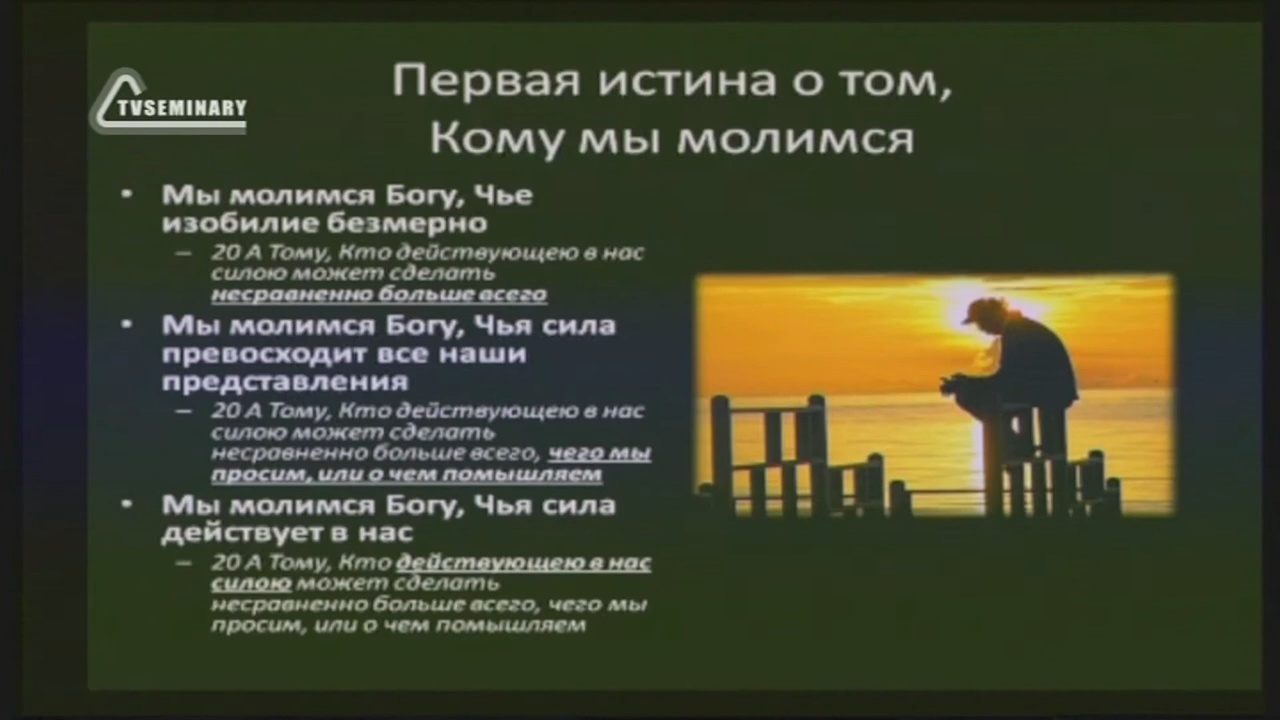 TVSEMINARY
Первая истина о том,
Кому мы молимся
• Мы молимся Богу, Чье
изобилие безмерно
– 20 А Тому, Кто действующею в нас
силою может сделать
несравненно больше всего
• Мы молимся Богу, Чья сила
превосходит все наши
представления
– 20 А Тому, Кто действующею в нас
силою может сделать
несравненно больше всего, чего мы
просим, или о чем помышляем
• Мы молимся Богу, Чья сила
действует в нас
– 20 А Тому, Кто действующею в нас
силою может сделать
несравненно больше всего, чего мы
просим, или о чем помышляем